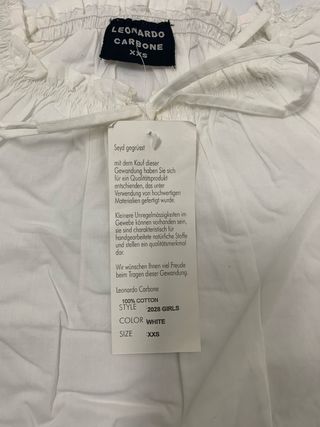 LEONARDO
CARBONE
XXS
Seyd gegrüsst
mit dem Kauf dieser
Gewandung haben Sie sich
für ein Qualitätsprodukt
entschienden, das unter
Verwendung von hochwertigen
Materialien gefertigt wurde.
Kleinere Unregelmässigkeiten im
Gewebe können vorhanden sein,
sie sind charakteristisch für
handgearbeitete natürliche Stoffe
und stellen ein qualitätsmerkmal
dar.
Wir wünschen Ihnen viel Freude
beim Tragen dieser Gewandung.
Leonardo Carbone
100% COTTON
STYLE 2028 GIRLS
COLOR WHITE
SIZE XXS